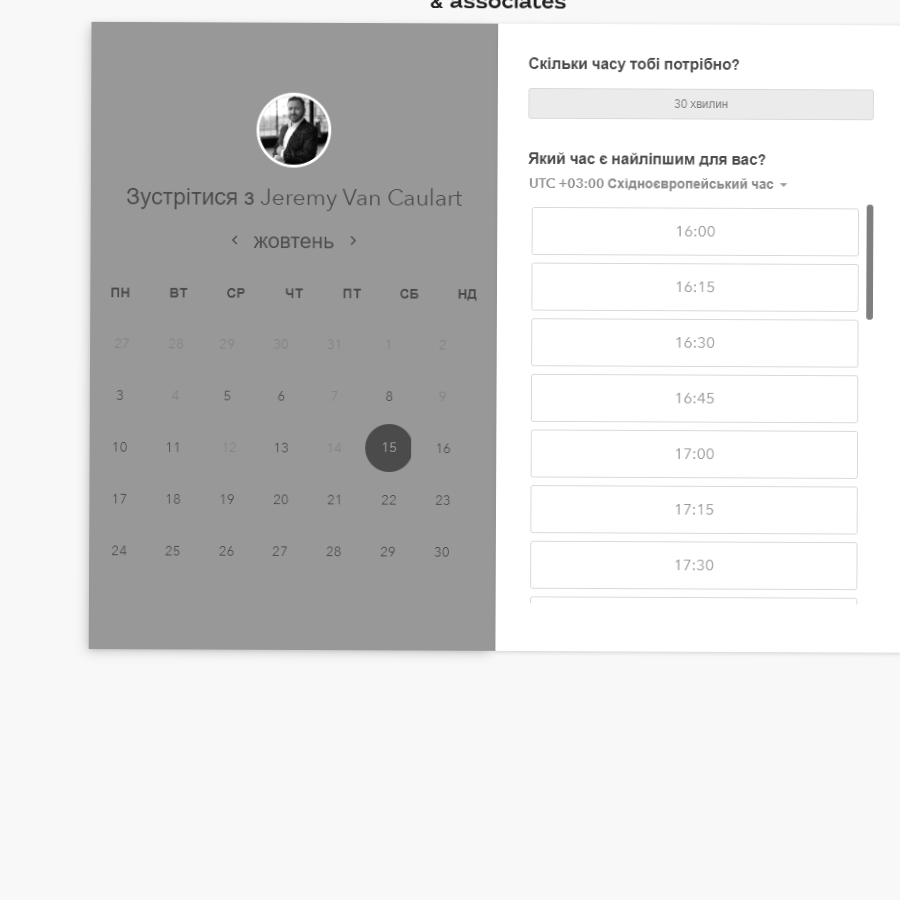 & associates
Зустрітися з Jeremy Van Caulart
жовтень
ПН ВТ СР ЧТ ПТ СБ НД
27 28 29 30 31 1 2
3 4 5 6 7 8 9
10 11 12 13 14 15 16
17 18 19 20 21 22 23
24 25 26 27 28 29 30
Скільки часу тобі потрібно?
30 хвилин
Який час є найліпшим для вас?
UTC +03:00 Східноєвропейський час
16:00
16:15
16:30
16:45
17:00
17:15
17:30